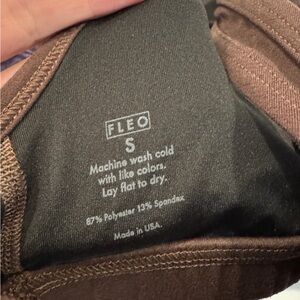 FLEO
S
Machine wash cold
with like colors.
Lay flat to dry.
87% Polyester 13% Spandex
Made in USA.